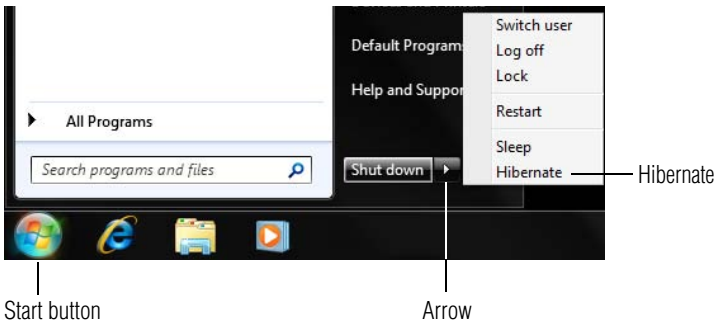 Default Program
Help and Suppor
All Programs
Search programs and files
Shut down
Switch user
Log off
Lock
Restart
Sleep
Hibernate
Hibernate
Start button
Arrow